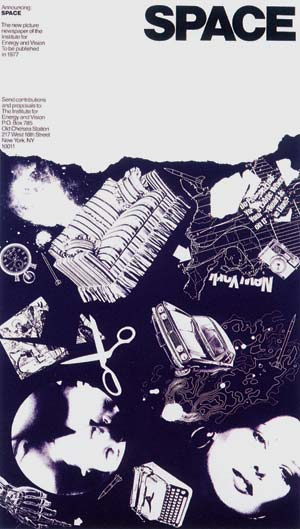 Announcing:
SPACE
SPACE
The new picture
newspaper of the
Institute for
Energy and Vision
To be published
in 1977
Send contributions
and proposals to:
The Institute for
Energy and Vision
P.O. Box 785
Old Chelsea Station
217 West 18th Street
New York, NY
10011
New York